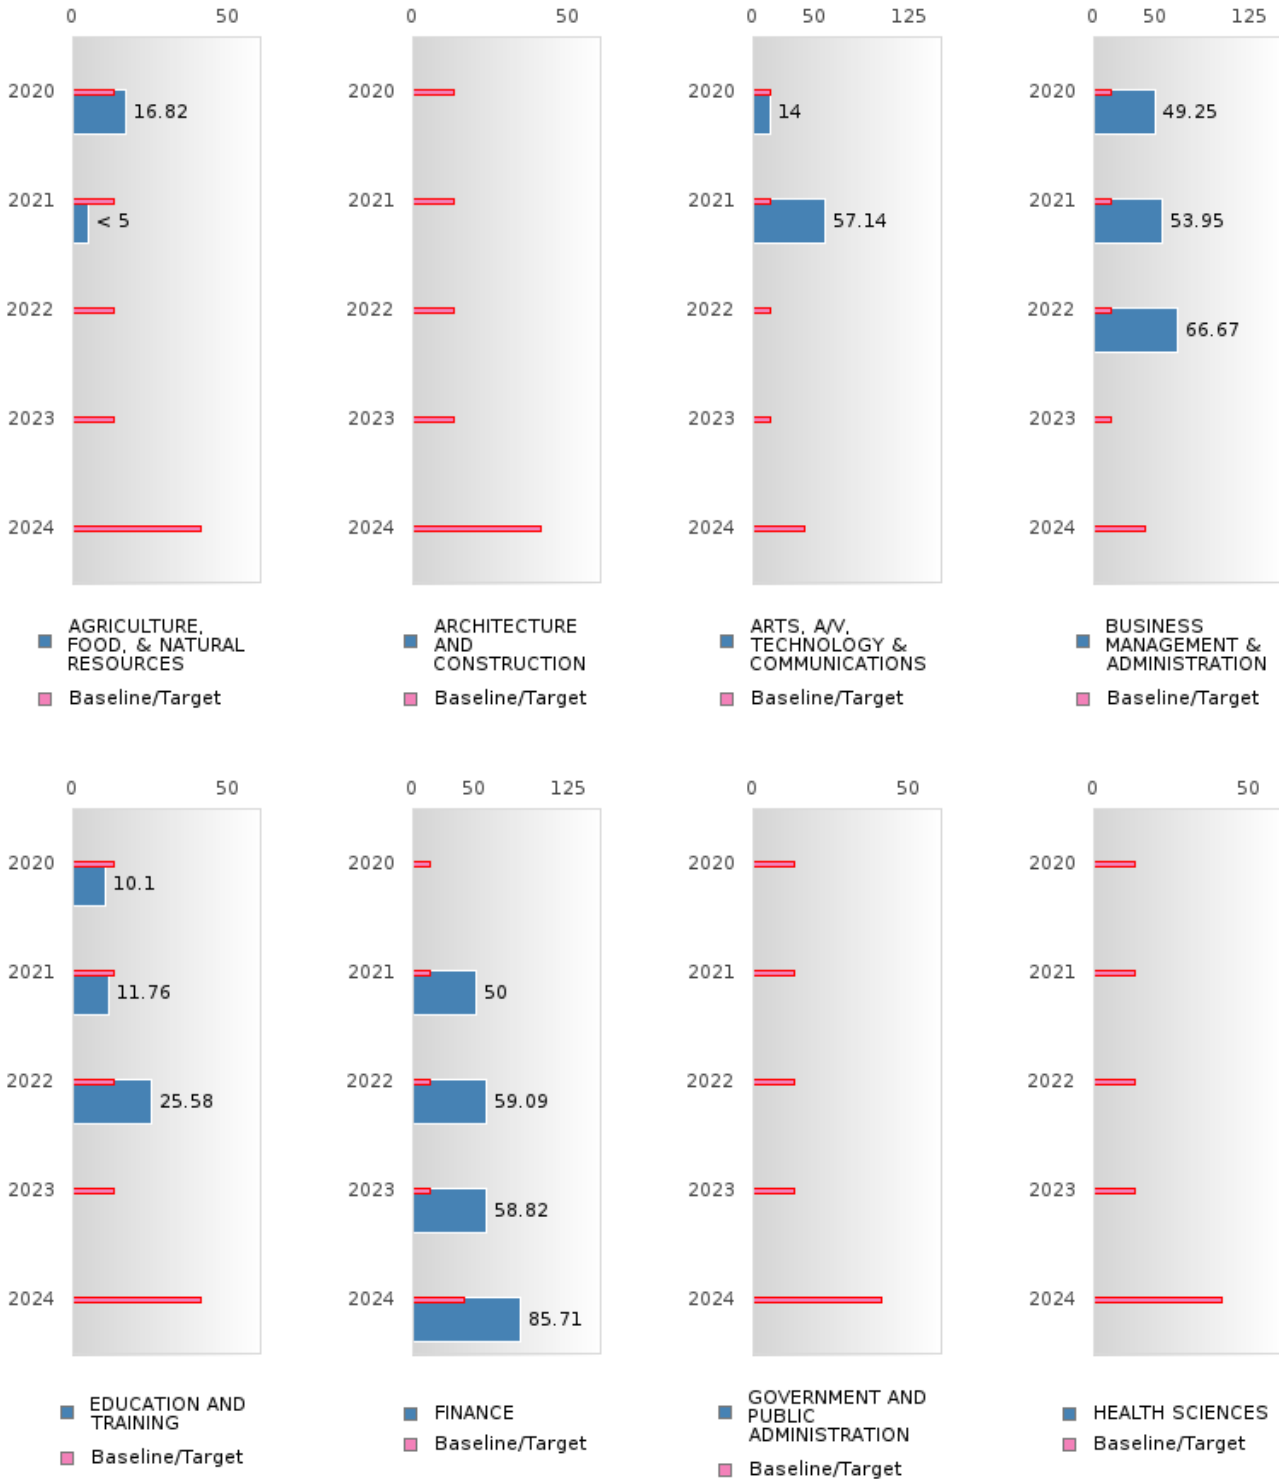 0 50
2020
16.82
2021
< 5
2022
2023
2024
AGRICULTURE,
FOOD, & NATURAL
RESOURCES
Baseline/Target
0 50
2020
2021
2022
2023
2024
ARCHITECTURE
AND
CONSTRUCTION
Baseline/Target
0 50 125
2020
14
2021
57.14
2022
2023
2024
ARTS, A/V,
TECHNOLOGY &
COMMUNICATIONS
Baseline/Target
0 50 125
2020
49.25
2021
53.95
2022
66.67
2023
2024
BUSINESS
MANAGEMENT &
ADMINISTRATION
Baseline/Target
0 50
2020
10.1
2021
11.76
2022
25.58
2023
2024
EDUCATION AND
TRAINING
Baseline/Target
0 50 125
2020
2021
50
2022
59.09
2023
58.82
2024
85.71
FINANCE
Baseline/Target
0 50
2020
2021
2022
2023
2024
GOVERNMENT AND
PUBLIC
ADMINISTRATION
Baseline/Target
0 50
2020
2021
2022
2023
2024
HEALTH SCIENCES
Baseline/Target